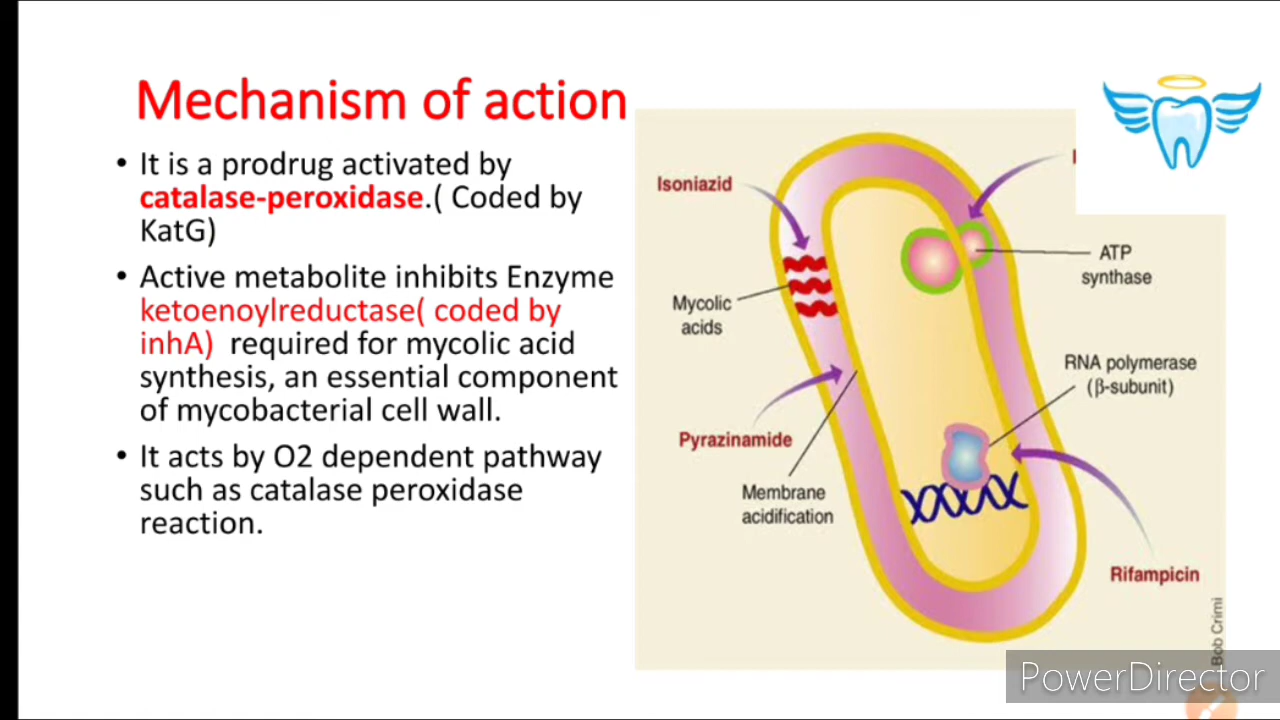 Mechanism of action
• It is a prodrug activated by
catalase-peroxidase.( Coded by
KatG)
• Active metabolite inhibits Enzyme
ketoenoylreductase( coded by
inhA)  required for mycolic acid
synthesis, an essential component
of mycobacterial cell wall.
• It acts by O2 dependent pathway
such as catalase peroxidase
reaction.
Isoniazid
ATP
synthase
Mycolic
acids
RNA polymerase
(β-subunit)
Pyrazinamide
Membrane
acidification
Rifampicin
Bob Crimi
PowerDirector